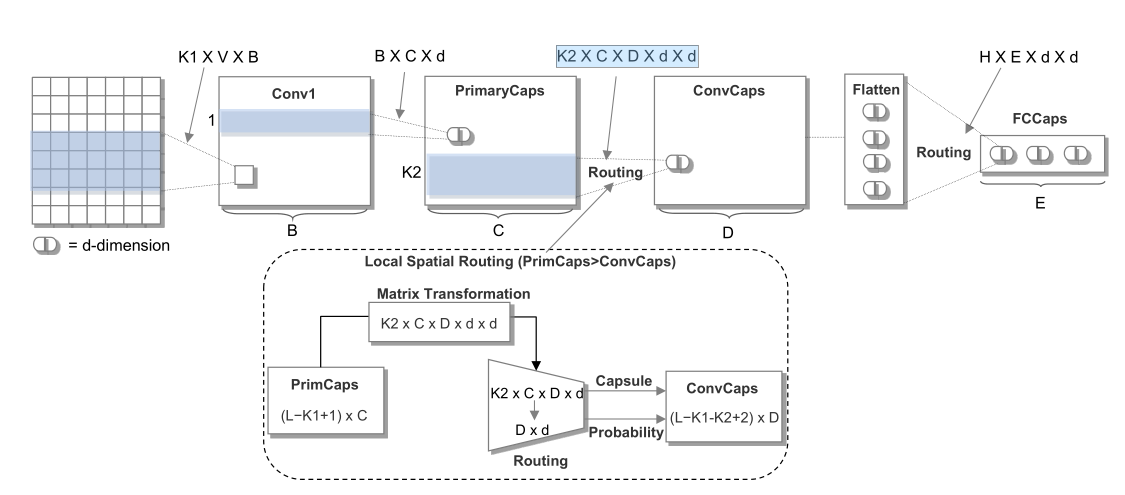 K1 X V X B
B X C X d
K2 X C X D X d X d
H X E X d X d
Conv1
PrimaryCaps
ConvCaps
Flatten
FCCaps
1
K2
Routing
Routing
B
C
D
E
= d-dimension
Local Spatial Routing (PrimCaps>ConvCaps)
Matrix Transformation
K2 x C x D x d x d
PrimCaps
(L−K1+1) x C
K2 x C x D x d
D x d
Routing
Capsule
Probability
ConvCaps
(L−K1-K2+2) x D